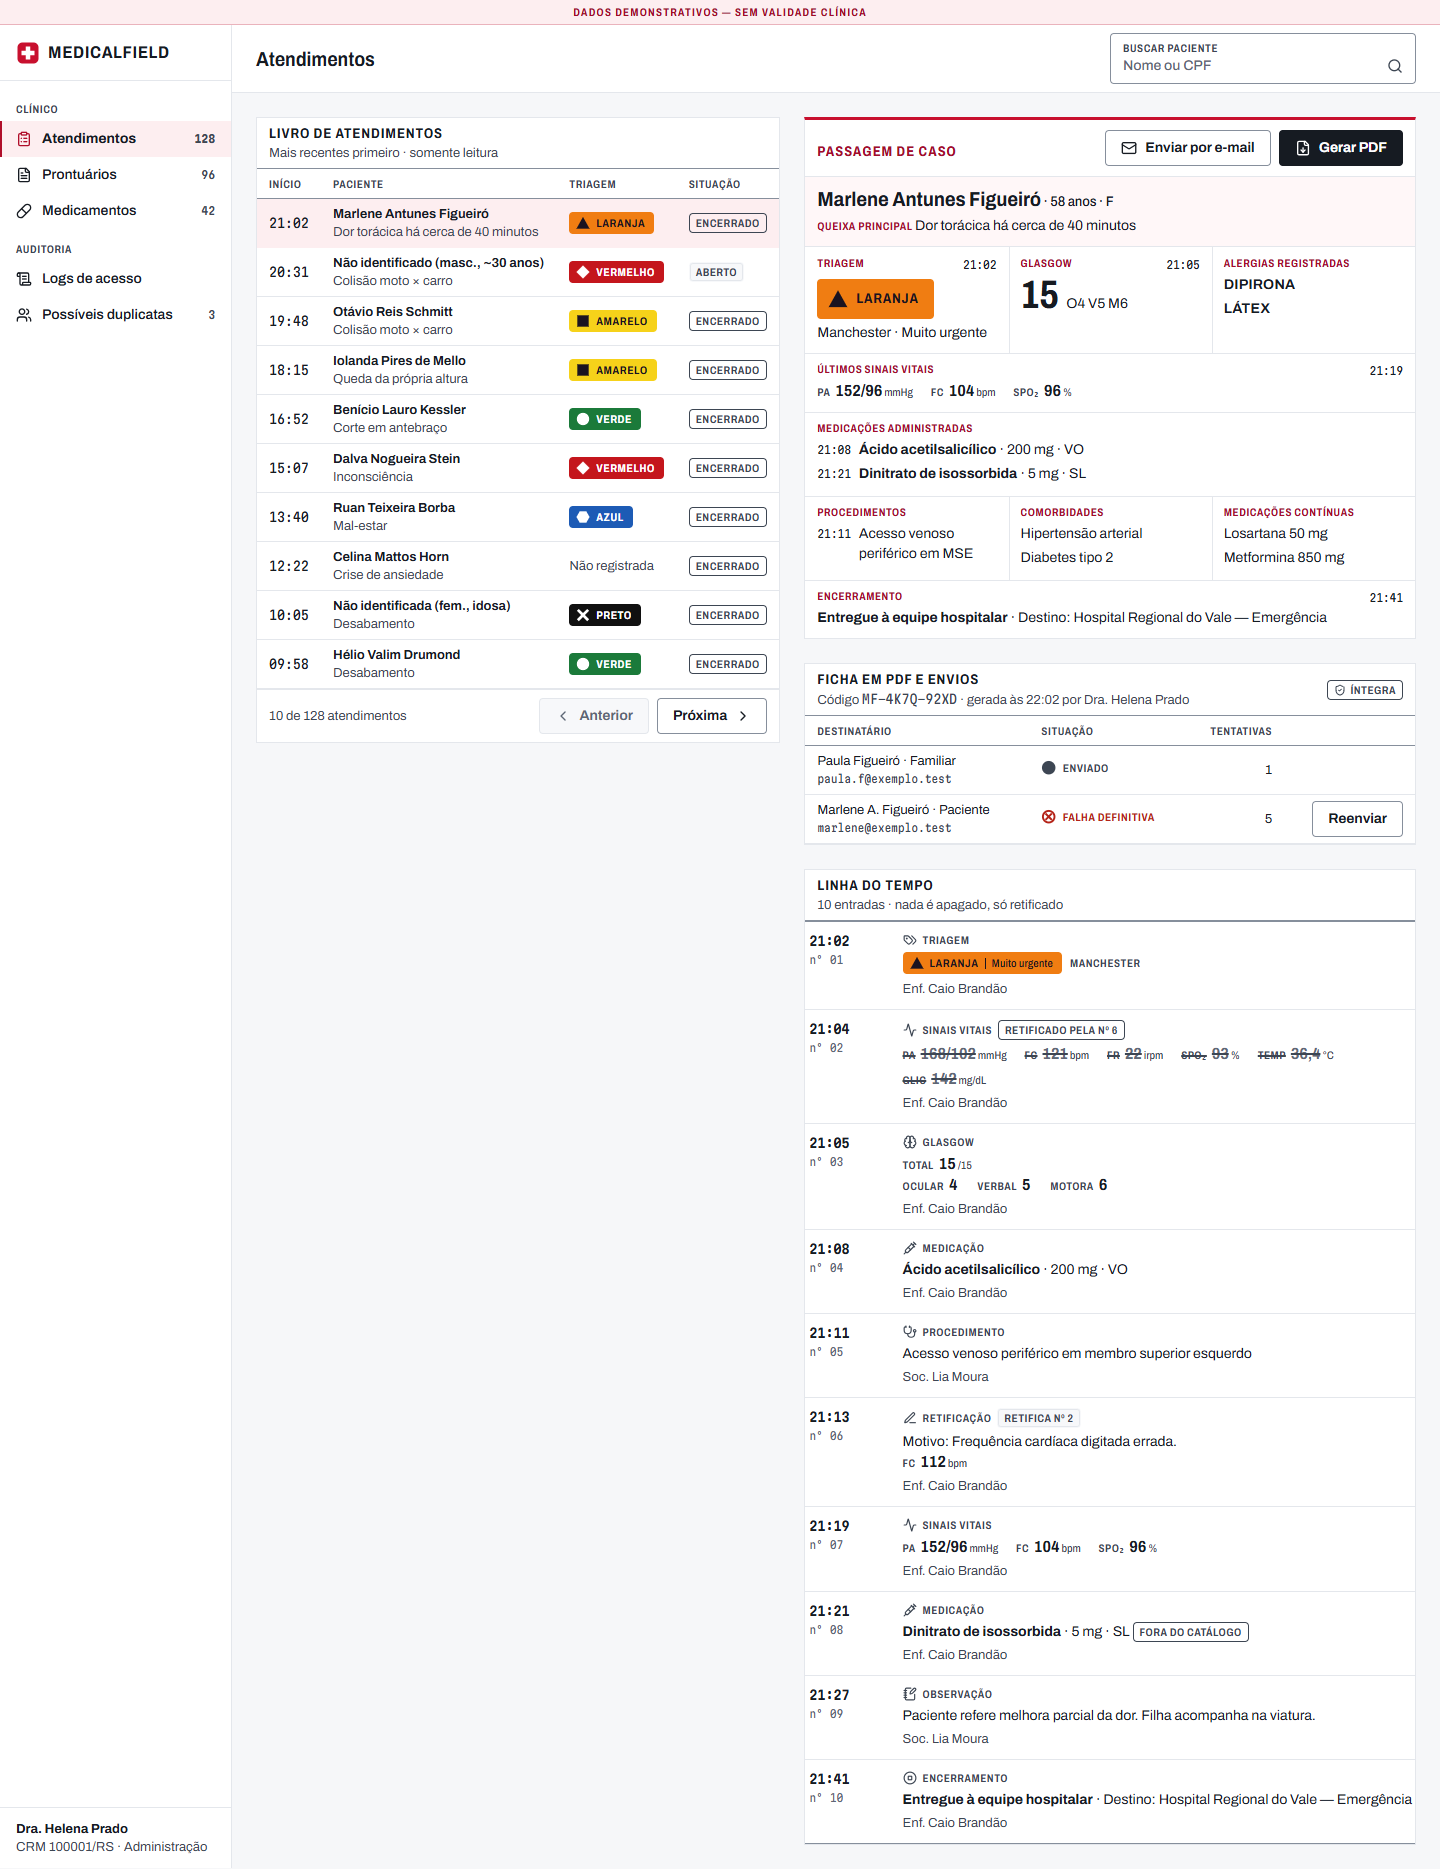 DADOS DEMONSTRATIVOS — SEM VALIDADE CLÍNICA
MEDICALFIELD
CLÍNICO
Atendimentos 128
Prontuários 96
Medicamentos 42
AUDITORIA
Logs de acesso
Possíveis duplicatas 3
Dra. Helena Prado
CRM 100001/RS · Administração
Atendimentos
BUSCAR PACIENTE
Nome ou CPF
LIVRO DE ATENDIMENTOS
Mais recentes primeiro · somente leitura
INÍCIO PACIENTE TRIAGEM SITUAÇÃO
21:02 Marlene Antunes Figueiró LARANJA ENCERRADO
Dor torácica há cerca de 40 minutos
20:31 Não identificado (masc., ~30 anos) VERMELHO ABERTO
Colisão moto × carro
19:48 Otávio Reis Schmitt AMARELO ENCERRADO
Colisão moto × carro
18:15 Iolanda Pires de Mello AMARELO ENCERRADO
Queda da própria altura
16:52 Benício Lauro Kessler VERDE ENCERRADO
Corte em antebraço
15:07 Dalva Nogueira Stein VERMELHO ENCERRADO
Inconsciência
13:40 Ruan Teixeira Borba AZUL ENCERRADO
Mal-estar
12:22 Celina Mattos Horn Não registrada ENCERRADO
Crise de ansiedade
10:05 Não identificada (fem., idosa) PRETO ENCERRADO
Desabamento
09:58 Hélio Valim Drumond VERDE ENCERRADO
Desabamento
10 de 128 atendimentos Anterior Próxima
PASSAGEM DE CASO Enviar por e-mail Gerar PDF
Marlene Antunes Figueiró · 58 anos · F
QUEIXA PRINCIPAL Dor torácica há cerca de 40 minutos
TRIAGEM 21:02
LARANJA
Manchester · Muito urgente
GLASGOW 21:05
15 O4 V5 M6
ALERGIAS REGISTRADAS
DIPIRONA
LÁTEX
ÚLTIMOS SINAIS VITAIS 21:19
PA 152/96 mmHg FC 104 bpm SPO₂ 96 %
MEDICAÇÕES ADMINISTRADAS
21:08 Ácido acetilsalicílico · 200 mg · VO
21:21 Dinitrato de isossorbida · 5 mg · SL
PROCEDIMENTOS
21:11 Acesso venoso
periférico em MSE
COMORBIDADES
Hipertensão arterial
Diabetes tipo 2
MEDICAÇÕES CONTÍNUAS
Losartana 50 mg
Metformina 850 mg
ENCERRAMENTO 21:41
Entregue à equipe hospitalar · Destino: Hospital Regional do Vale — Emergência
FICHA EM PDF E ENVIOS
Código MF-4K7Q-92XD · gerada às 22:02 por Dra. Helena Prado
ÍNTEGRA
DESTINATÁRIO SITUAÇÃO TENTATIVAS
Paula Figueiró · Familiar ENVIADO 1
paula.f@exemplo.test
Marlene A. Figueiró · Paciente FALHA DEFINITIVA 5 Reenviar
marlene@exemplo.test
LINHA DO TEMPO
10 entradas · nada é apagado, só retificado
21:02 TRIAGEM
n° 01 LARANJA | Muito urgente MANCHESTER
Enf. Caio Brandão
21:04 SINAIS VITAIS RETIFICADO PELA Nº 6
n° 02 PA 168/102 mmHg FC 121 bpm FR 22 irpm SPO₂ 93 % TEMP 36,4 °C
GLIC 142 mg/dL
Enf. Caio Brandão
21:05 GLASGOW
n° 03 TOTAL 15 /15
OCULAR 4 VERBAL 5 MOTORA 6
Enf. Caio Brandão
21:08 MEDICAÇÃO
n° 04 Ácido acetilsalicílico · 200 mg · VO
Enf. Caio Brandão
21:11 PROCEDIMENTO
n° 05 Acesso venoso periférico em membro superior esquerdo
Soc. Lia Moura
21:13 RETIFICAÇÃO RETIFICA Nº 2
n° 06 Motivo: Frequência cardíaca digitada errada.
FC 112 bpm
Enf. Caio Brandão
21:19 SINAIS VITAIS
n° 07 PA 152/96 mmHg FC 104 bpm SPO₂ 96 %
Enf. Caio Brandão
21:21 MEDICAÇÃO
n° 08 Dinitrato de isossorbida · 5 mg · SL FORA DO CATÁLOGO
Enf. Caio Brandão
21:27 OBSERVAÇÃO
n° 09 Paciente refere melhora parcial da dor. Filha acompanha na viatura.
Soc. Lia Moura
21:41 ENCERRAMENTO
n° 10 Entregue à equipe hospitalar · Destino: Hospital Regional do Vale — Emergência
Enf. Caio Brandão